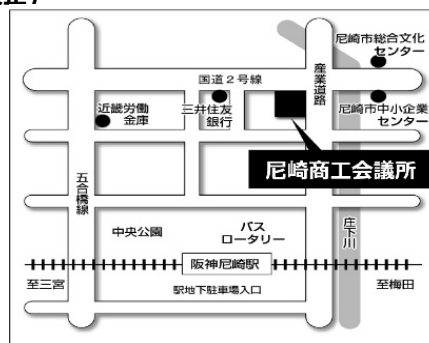 尼崎市総合文化
センター
産業道路
国道2号線
近畿労働
金庫
三井住友
銀行
尼崎市中小企業
センター
尼崎商工会議所
五合橋線
中央公園
バス
ロータリー
庄下川
阪神尼崎駅
至三宮
駅地下駐車場入口
至梅田